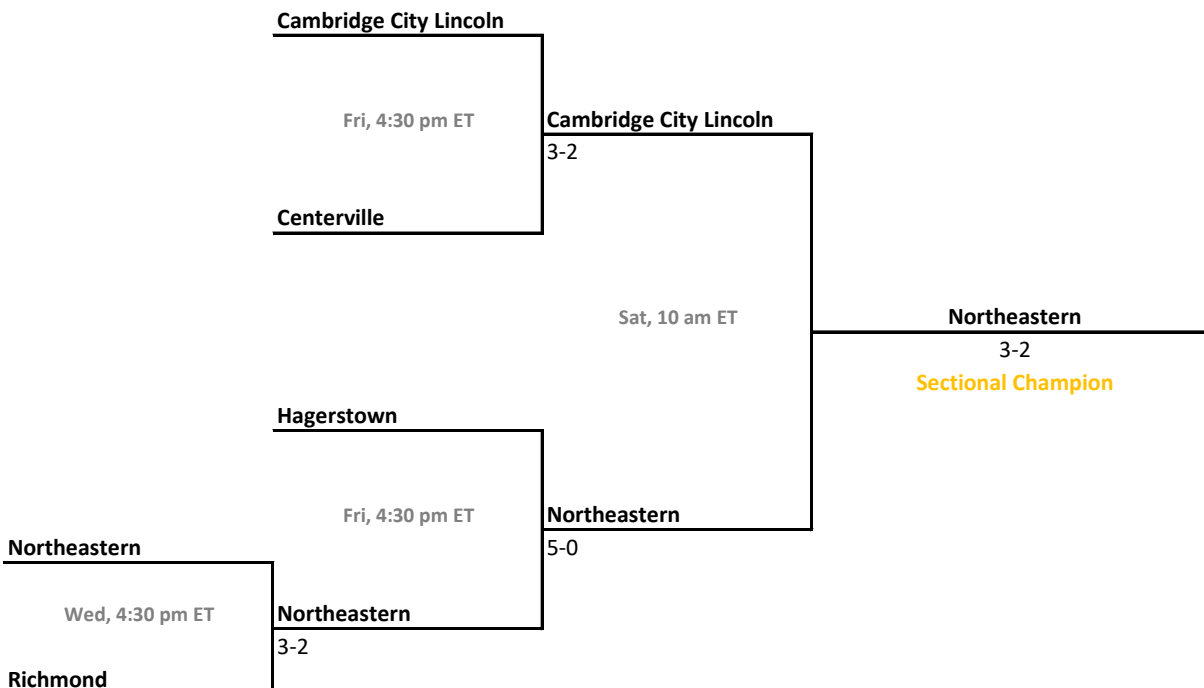 Cambridge City Lincoln
Fri, 4:30 pm ET
Cambridge City Lincoln
3-2
Centerville
Sat, 10 am ET
Northeastern
3-2
Sectional Champion
Hagerstown
Fri, 4:30 pm ET
Northeastern
5-0
Northeastern
Wed, 4:30 pm ET
Northeastern
3-2
Richmond